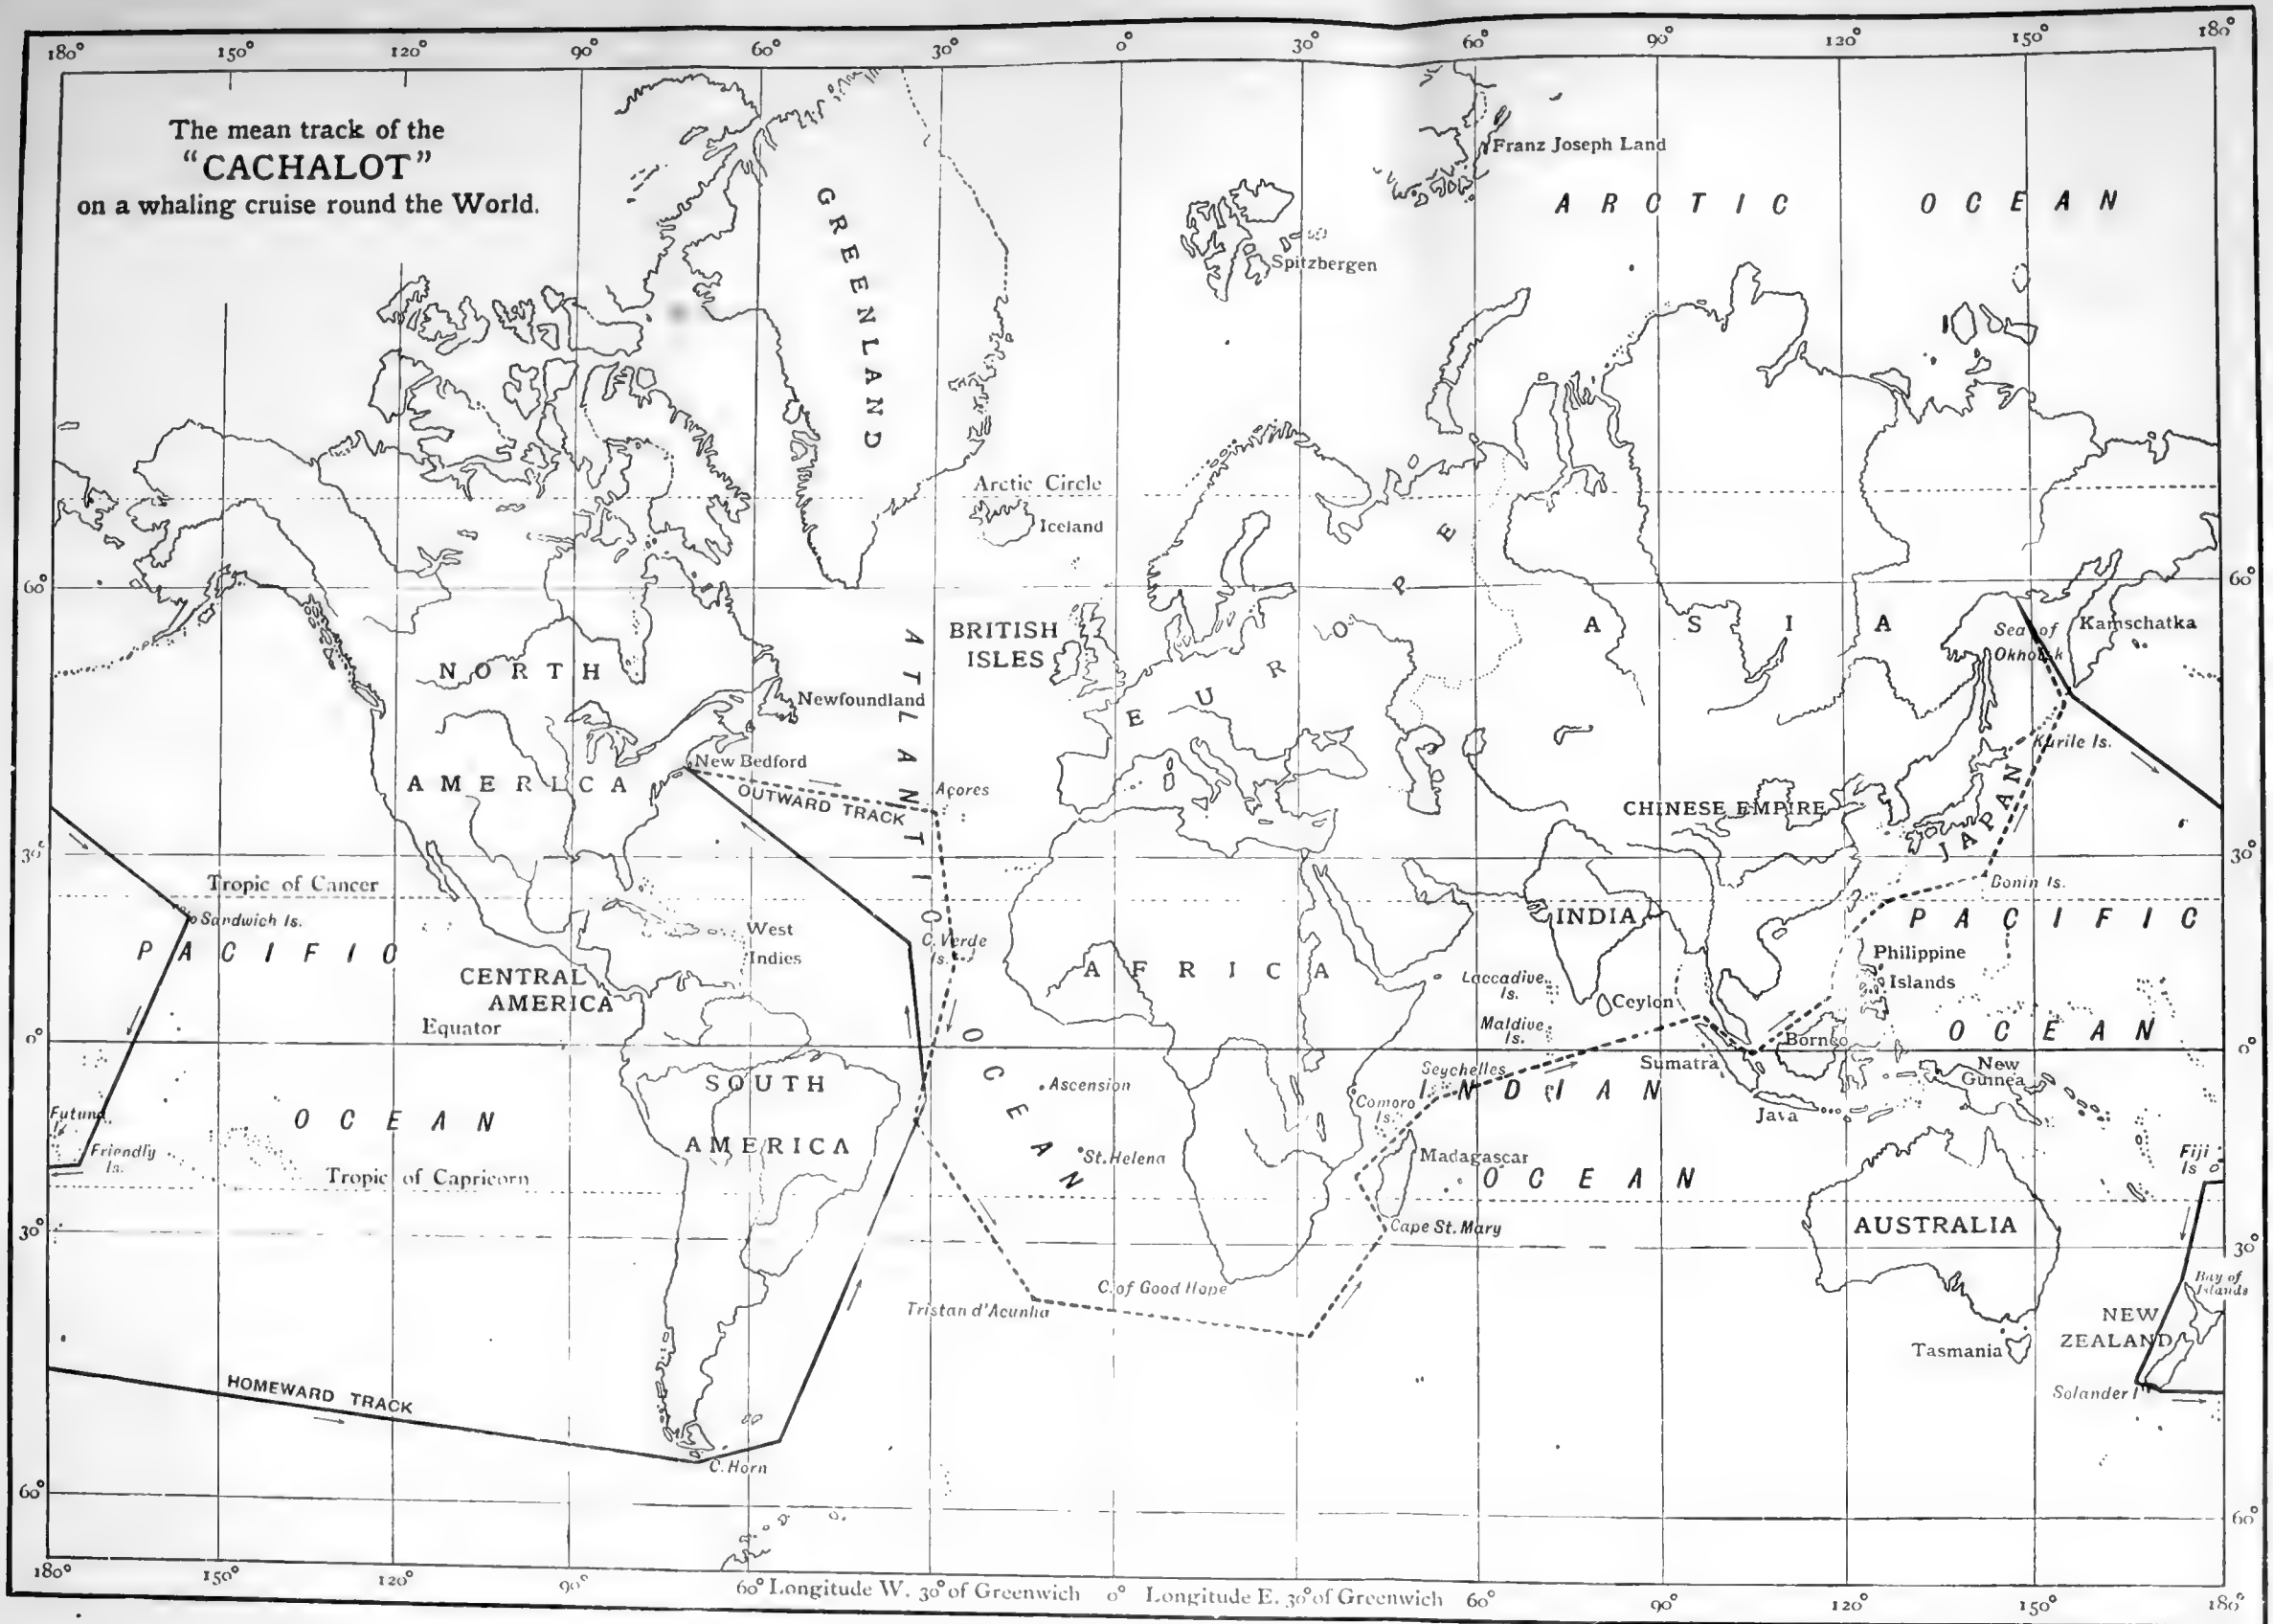 180° 150° 120° 90° 60° 30° 0° 30° 60° 90° 120° 150° 180°
The mean track of the
"CACHALOT"
on a whaling cruise round the World.
GREENLAND
Franz Joseph Land
ARCTIC OCEAN
Spitzbergen
Arctic Circle
Iceland
60°
60°
EUROPE
ASIA
BRITISH
ISLES
Sea of
Okhotsk
Kamschatka
NORTH
AMERICA
Newfoundland
ATLANTIC OCEAN
New Bedford
OUTWARD TRACK
Açores
Kurile Is.
CHINESE EMPIRE
JAPAN
30°
30°
Tropic of Cancer
Sandwich Is.
Bonin Is.
PACIFIC
INDIA
PACIFIC
West
Indies
C. Verde
Is.
AFRICA
Philippine
Islands
CENTRAL
AMERICA
Laccadive
Is.
Ceylon
Equator
Maldive
Is.
OCEAN
0°
0°
Borneo
Sumatra
Seychelles
New
Guinea
SOUTH
AMERICA
Ascension
Comoro
Is.
INDIAN
Java
Futuna
OCEAN
Friendly
Is.
St. Helena
Madagascar
OCEAN
Fiji
Is
Tropic of Capricorn
Cape St. Mary
AUSTRALIA
30°
30°
C. of Good Hope
Tristan d'Acunha
Bay of
Islands
NEW
ZEALAND
Tasmania
HOMEWARD TRACK
Solander I
C. Horn
60°
60°
180° 150° 120° 90° 60° Longitude W. 30° of Greenwich 0° Longitude E. 30° of Greenwich 60° 90° 120° 150° 180°